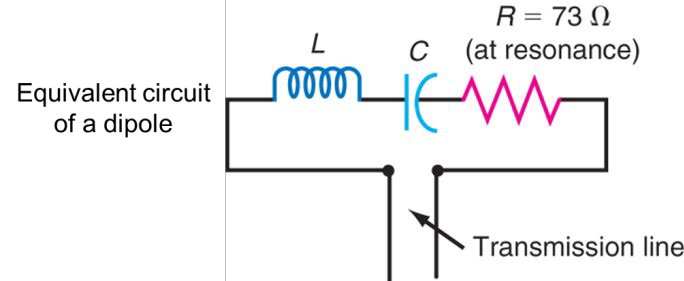 Equivalent circuit
of a dipole
L
C
R = 73 Ω
(at resonance)
Transmission line